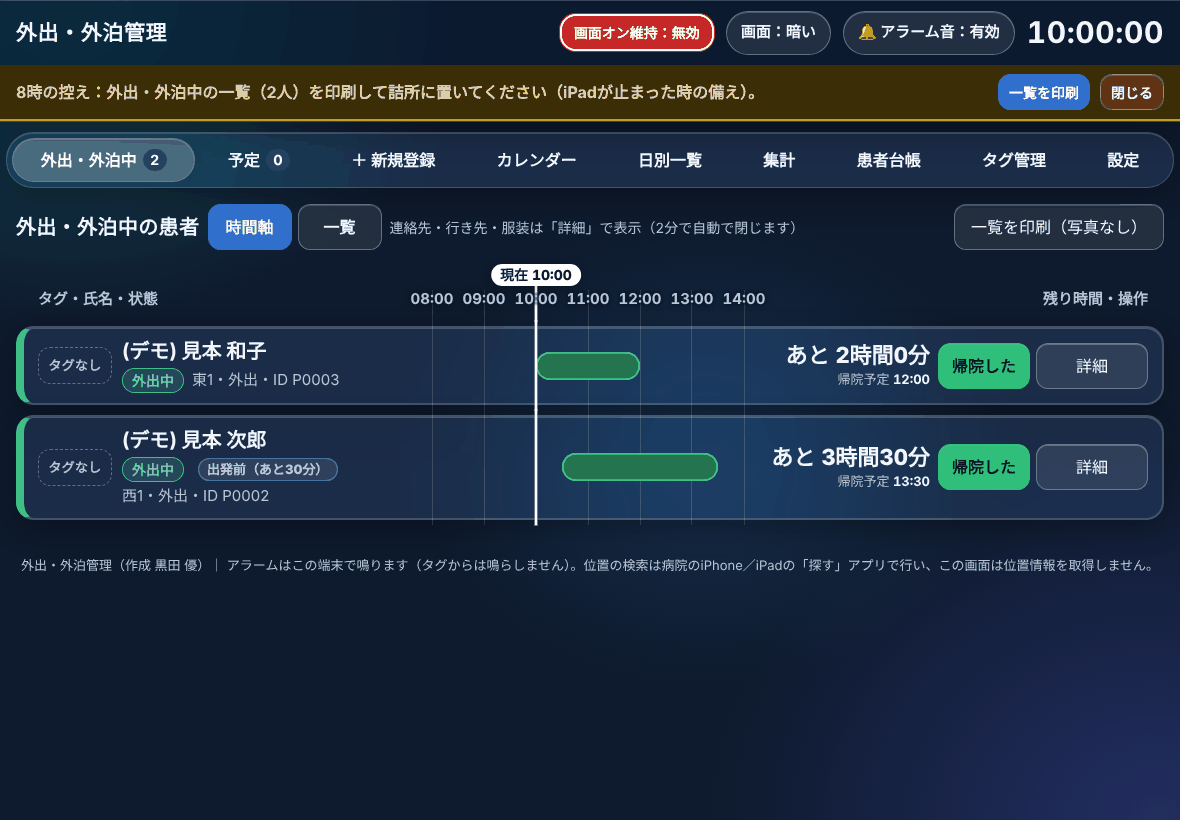 外出・外泊管理
画面オン維持：無効
画面：暗い
🔔 アラーム音：有効
10:00:00
8時の控え：外出・外泊中の一覧（2人）を印刷して詰所に置いてください（iPadが止まった時の備え）。
一覧を印刷
閉じる
外出・外泊中 2
予定 0
＋ 新規登録
カレンダー
日別一覧
集計
患者台帳
タグ管理
設定
外出・外泊中の患者
時間軸
一覧
連絡先・行き先・服装は「詳細」で表示（2分で自動で閉じます）
一覧を印刷（写真なし）
現在 10:00
タグ・氏名・状態
08:00 09:00 10:00 11:00 12:00 13:00 14:00
残り時間・操作
タグなし
(デモ) 見本 和子
外出中 東1・外出・ID P0003
あと 2時間0分
帰院予定 12:00
帰院した
詳細
タグなし
(デモ) 見本 次郎
外出中 出発前（あと30分）
西1・外出・ID P0002
あと 3時間30分
帰院予定 13:30
帰院した
詳細
外出・外泊管理（作成 黒田 優）｜ アラームはこの端末で鳴ります（タグからは鳴らしません）。位置の検索は病院のiPhone／iPadの「探す」アプリで行い、この画面は位置情報を取得しません。